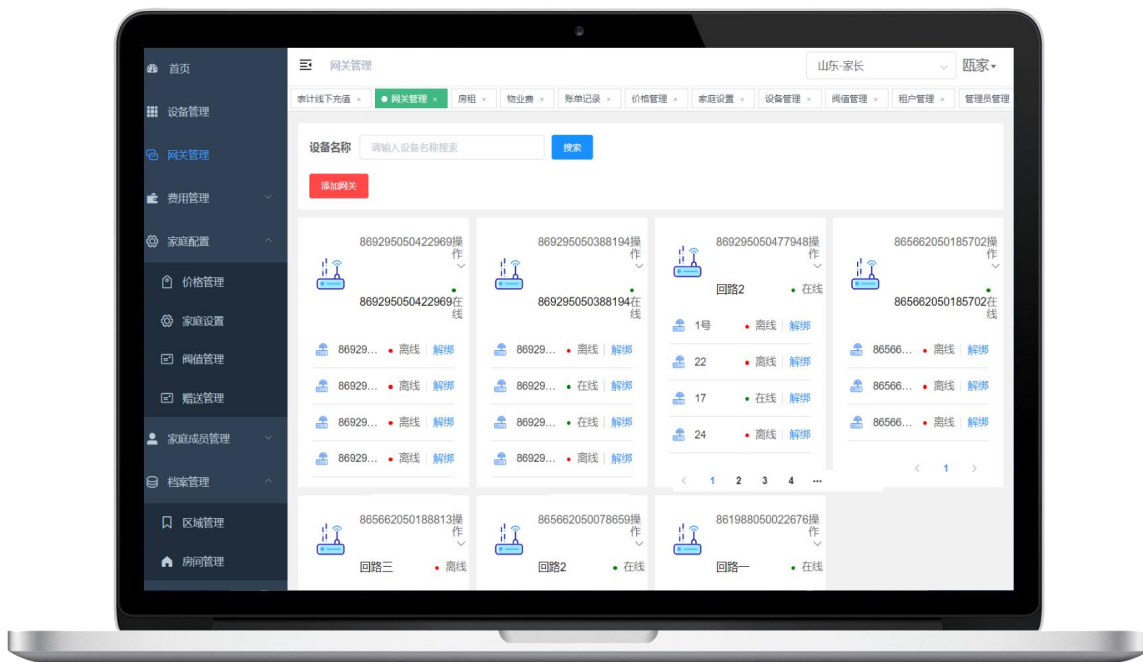 首页
设备管理
网关管理
费用管理
家庭配置
价格管理
家庭设置
阀值管理
赠送管理
家庭成员管理
档案管理
区域管理
房间管理
网关管理
山东-家长
瓯家
表计线下充值 × 网关管理 × 房租 × 物业费 × 账单记录 × 价格管理 × 家庭设置 × 设备管理 × 阀值管理 × 租户管理 × 管理员管理
设备名称 请输入设备名称搜索 搜索
添加网关
869295050422969操
作
869295050422969在
线
86929... 离线 解绑
86929... 离线 解绑
86929... 离线 解绑
86929... 离线 解绑
869295050388194操
作
869295050388194在
线
86929... 离线 解绑
86929... 在线 解绑
86929... 在线 解绑
86929... 离线 解绑
869295050477948操
作
回路2 在线
1号 离线 解绑
22 离线 解绑
17 在线 解绑
24 离线 解绑
< 1 2 3 4 ...
865662050185702操
作
865662050185702在
线
86566... 离线 解绑
86566... 离线 解绑
86566... 离线 解绑
< 1 >
865662050188813操
作
回路三 离线
865662050078659操
作
回路2 在线
861988050022676操
作
回路一 在线